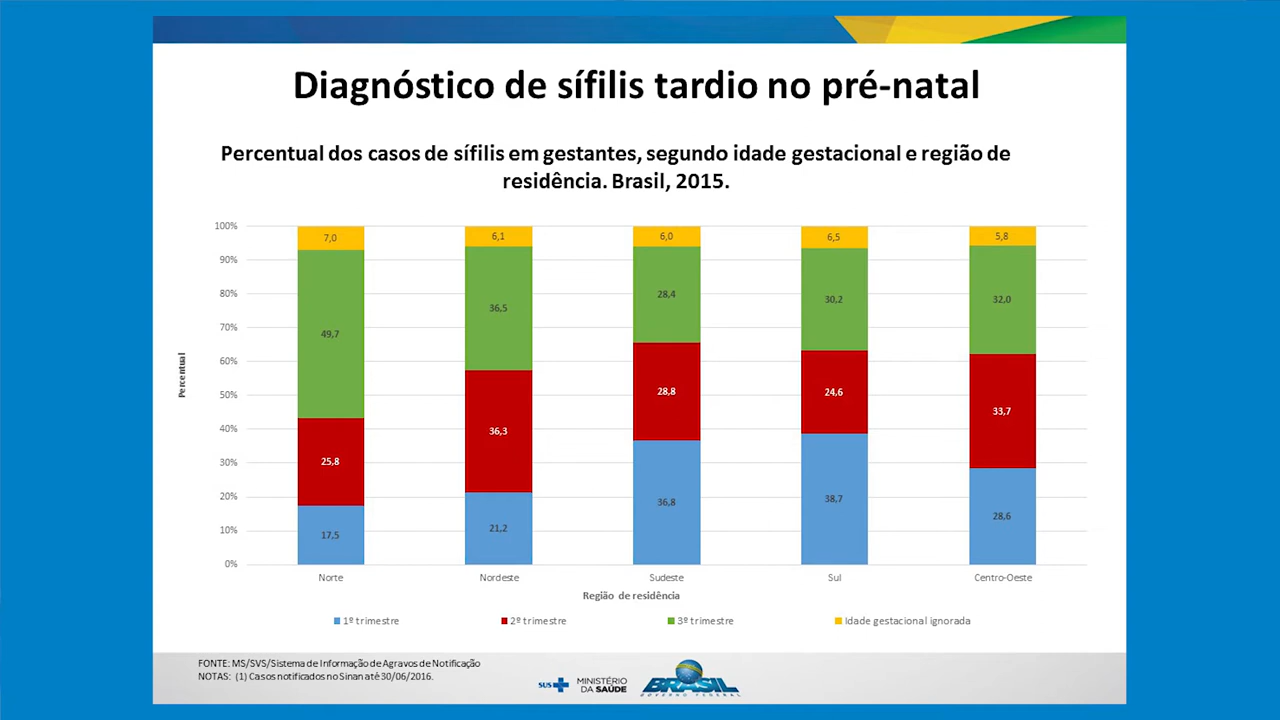 Diagnóstico de sífilis tardio no pré-natal
Percentual dos casos de sífilis em gestantes, segundo idade gestacional e região de
residência. Brasil, 2015.
100%
90%
80%
70%
60%
50%
40%
30%
20%
10%
0%
Percentual
7,0
49,7
25,8
17,5
6,1
36,5
36,3
21,2
6,0
28,4
28,8
36,8
6,5
30,2
24,6
38,7
5,8
32,0
33,7
28,6
Norte
Nordeste
Sudeste
Sul
Centro-Oeste
Região de residência
1º trimestre
2º trimestre
3º trimestre
Idade gestacional ignorada
FONTE: MS/SVS/Sistema de Informação de Agravos de Notificação
NOTAS: (1) Casos notificados no Sinan até 30/06/2016.
SUS
MINISTÉRIO
DA SAÚDE
BRASIL
GOVERNO FEDERAL